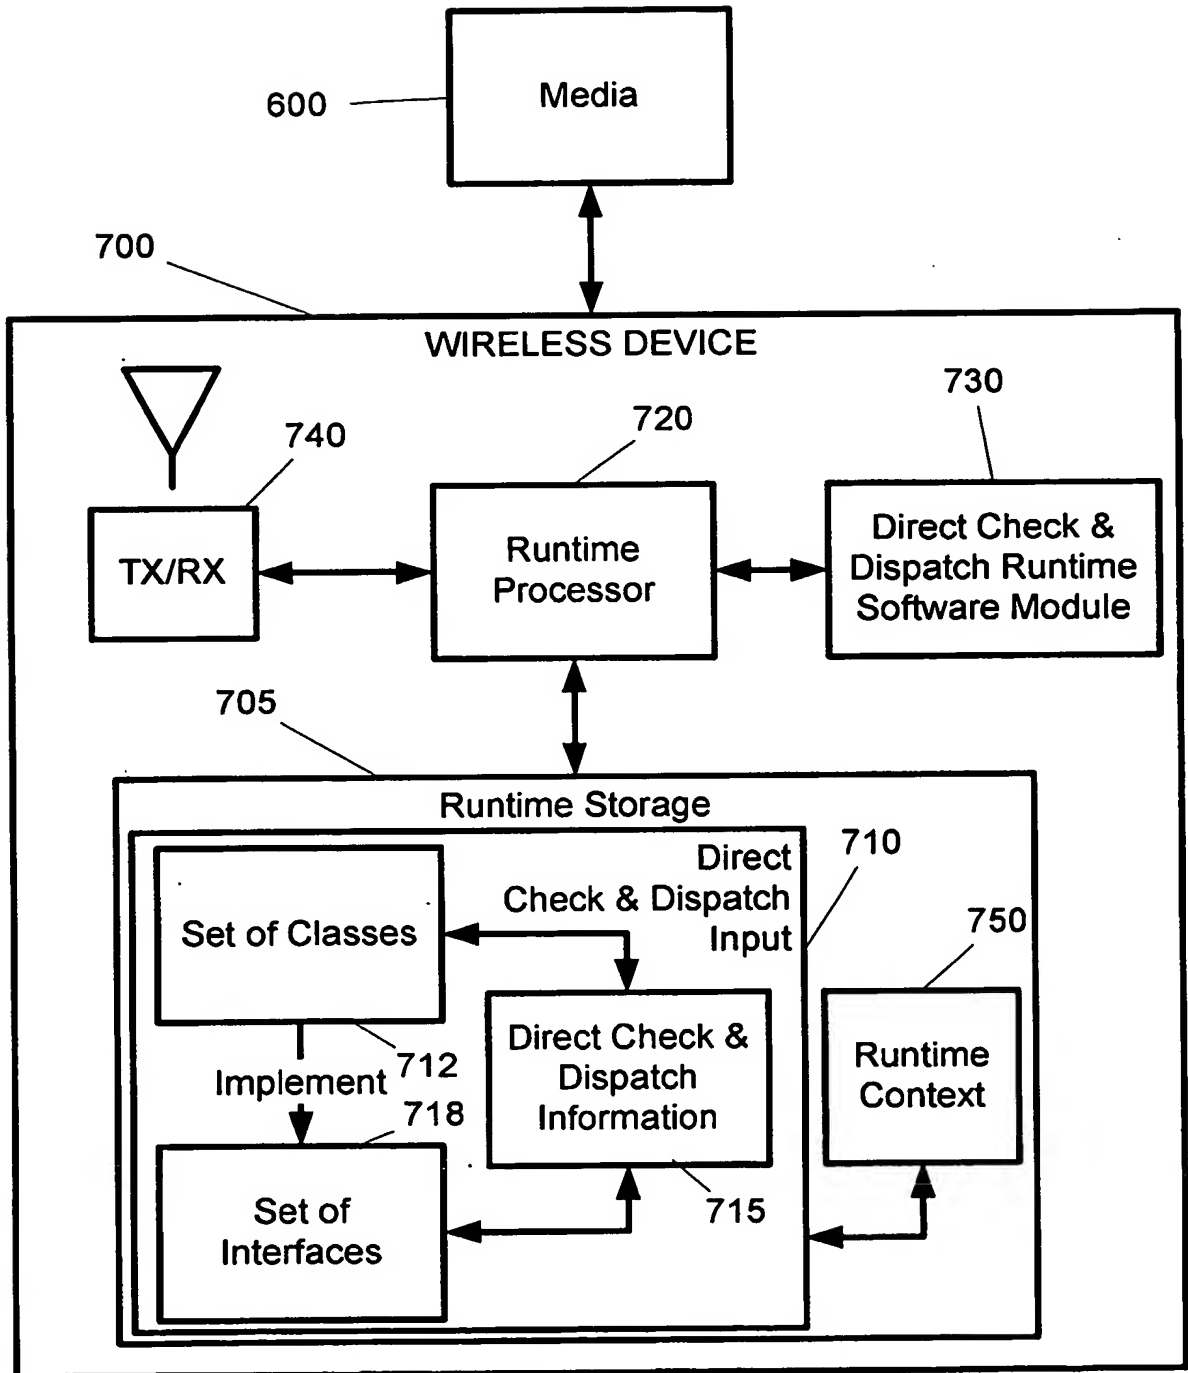 Media
600
700
WIRELESS DEVICE
730
720
740
TX/RX
Runtime
Processor
Direct Check &
Dispatch Runtime
Software Module
705
Runtime Storage
710
Direct
Check & Dispatch
Input
Set of Classes
750
712
Implement
718
Direct Check &
Dispatch
Information
Runtime
Context
715
Set of
Interfaces